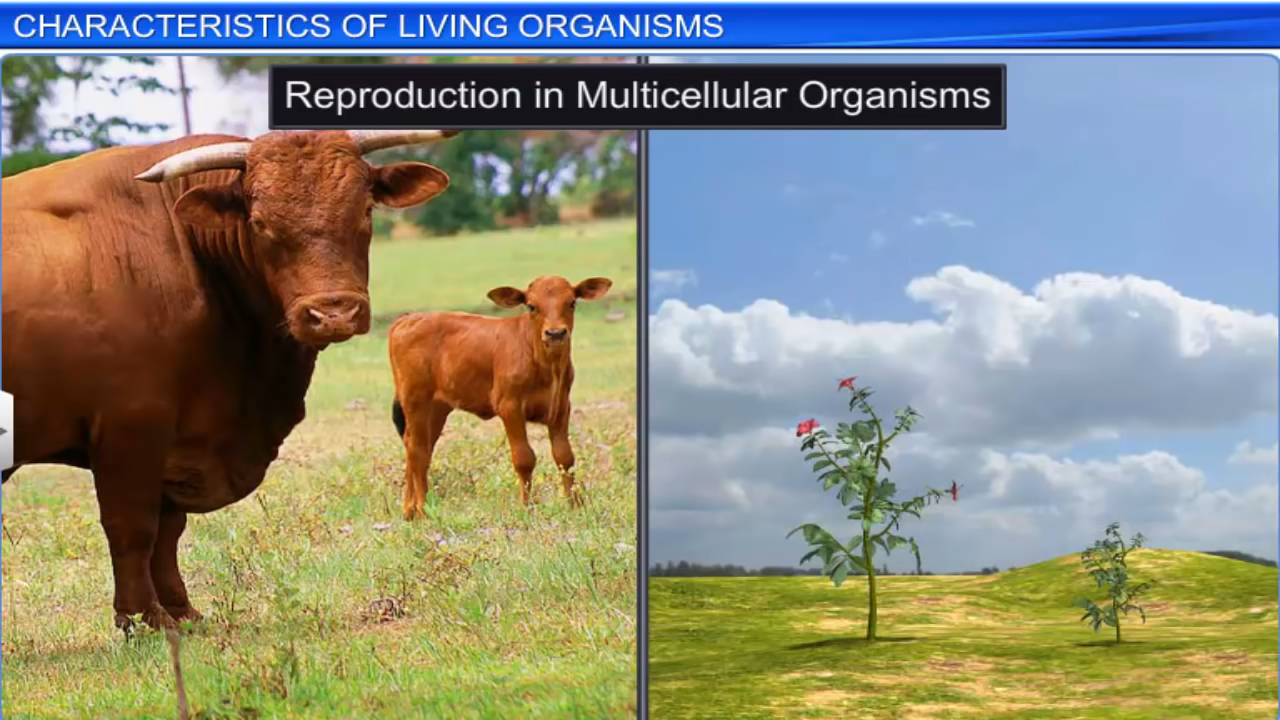 CHARACTERISTICS OF LIVING ORGANISMS
Reproduction in Multicellular Organisms